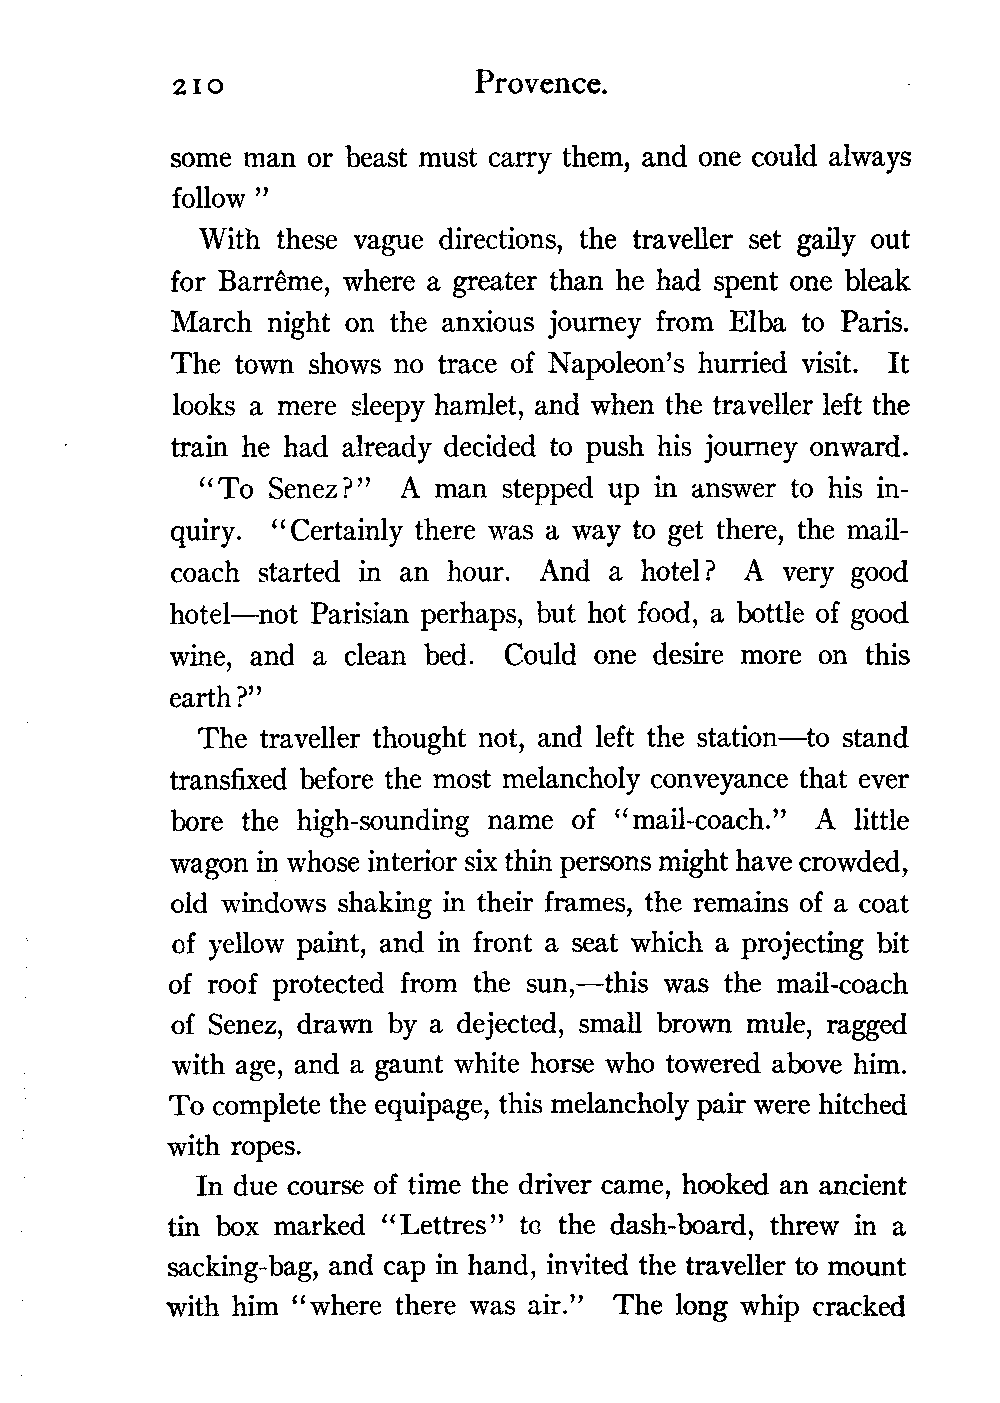 210 Provence.
some man or beast must carry them, and one could always
follow ”
With these vague directions, the traveller set gaily out
for Barrême, where a greater than he had spent one bleak
March night on the anxious journey from Elba to Paris.
The town shows no trace of Napoleon’s hurried visit. It
looks a mere sleepy hamlet, and when the traveller left the
train he had already decided to push his journey onward.
“To Senez?” A man stepped up in answer to his in-
quiry. “Certainly there was a way to get there, the mail-
coach started in an hour. And a hotel? A very good
hotel—not Parisian perhaps, but hot food, a bottle of good
wine, and a clean bed. Could one desire more on this
earth?”
The traveller thought not, and left the station—to stand
transfixed before the most melancholy conveyance that ever
bore the high-sounding name of “mail-coach.” A little
wagon in whose interior six thin persons might have crowded,
old windows shaking in their frames, the remains of a coat
of yellow paint, and in front a seat which a projecting bit
of roof protected from the sun,—this was the mail-coach
of Senez, drawn by a dejected, small brown mule, ragged
with age, and a gaunt white horse who towered above him.
To complete the equipage, this melancholy pair were hitched
with ropes.
In due course of time the driver came, hooked an ancient
tin box marked “Lettres” to the dash-board, threw in a
sacking-bag, and cap in hand, invited the traveller to mount
with him “where there was air.” The long whip cracked